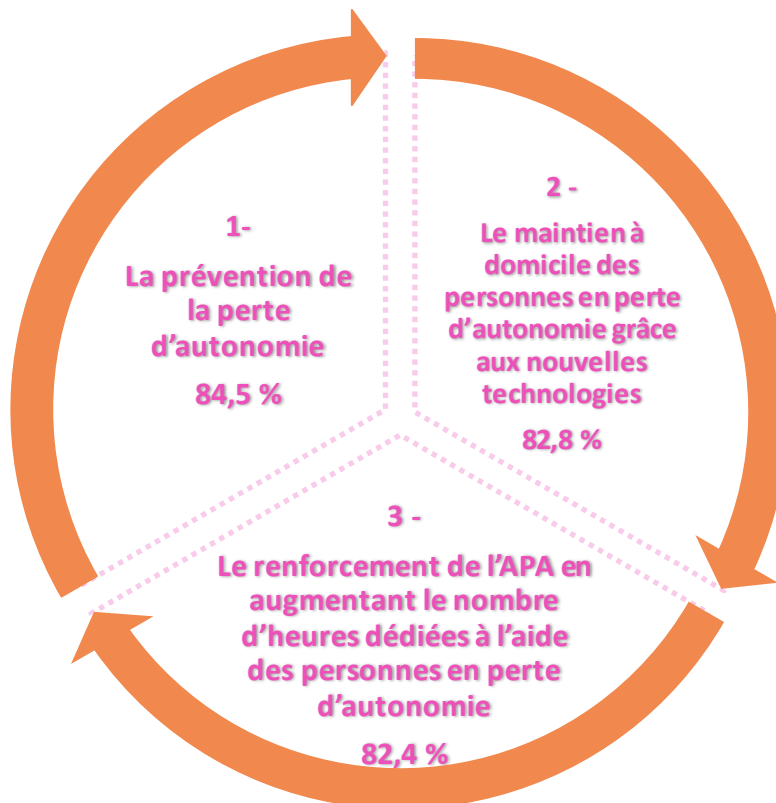 1-
La prévention de
la perte
d’autonomie
84,5 %
2 -
Le maintien à
domicile des
personnes en perte
d’autonomie grâce
aux nouvelles
technologies
82,8 %
3 -
Le renforcement de l’APA en
augmentant le nombre
d’heures dédiées à l’aide
des personnes en perte
d’autonomie
82,4 %